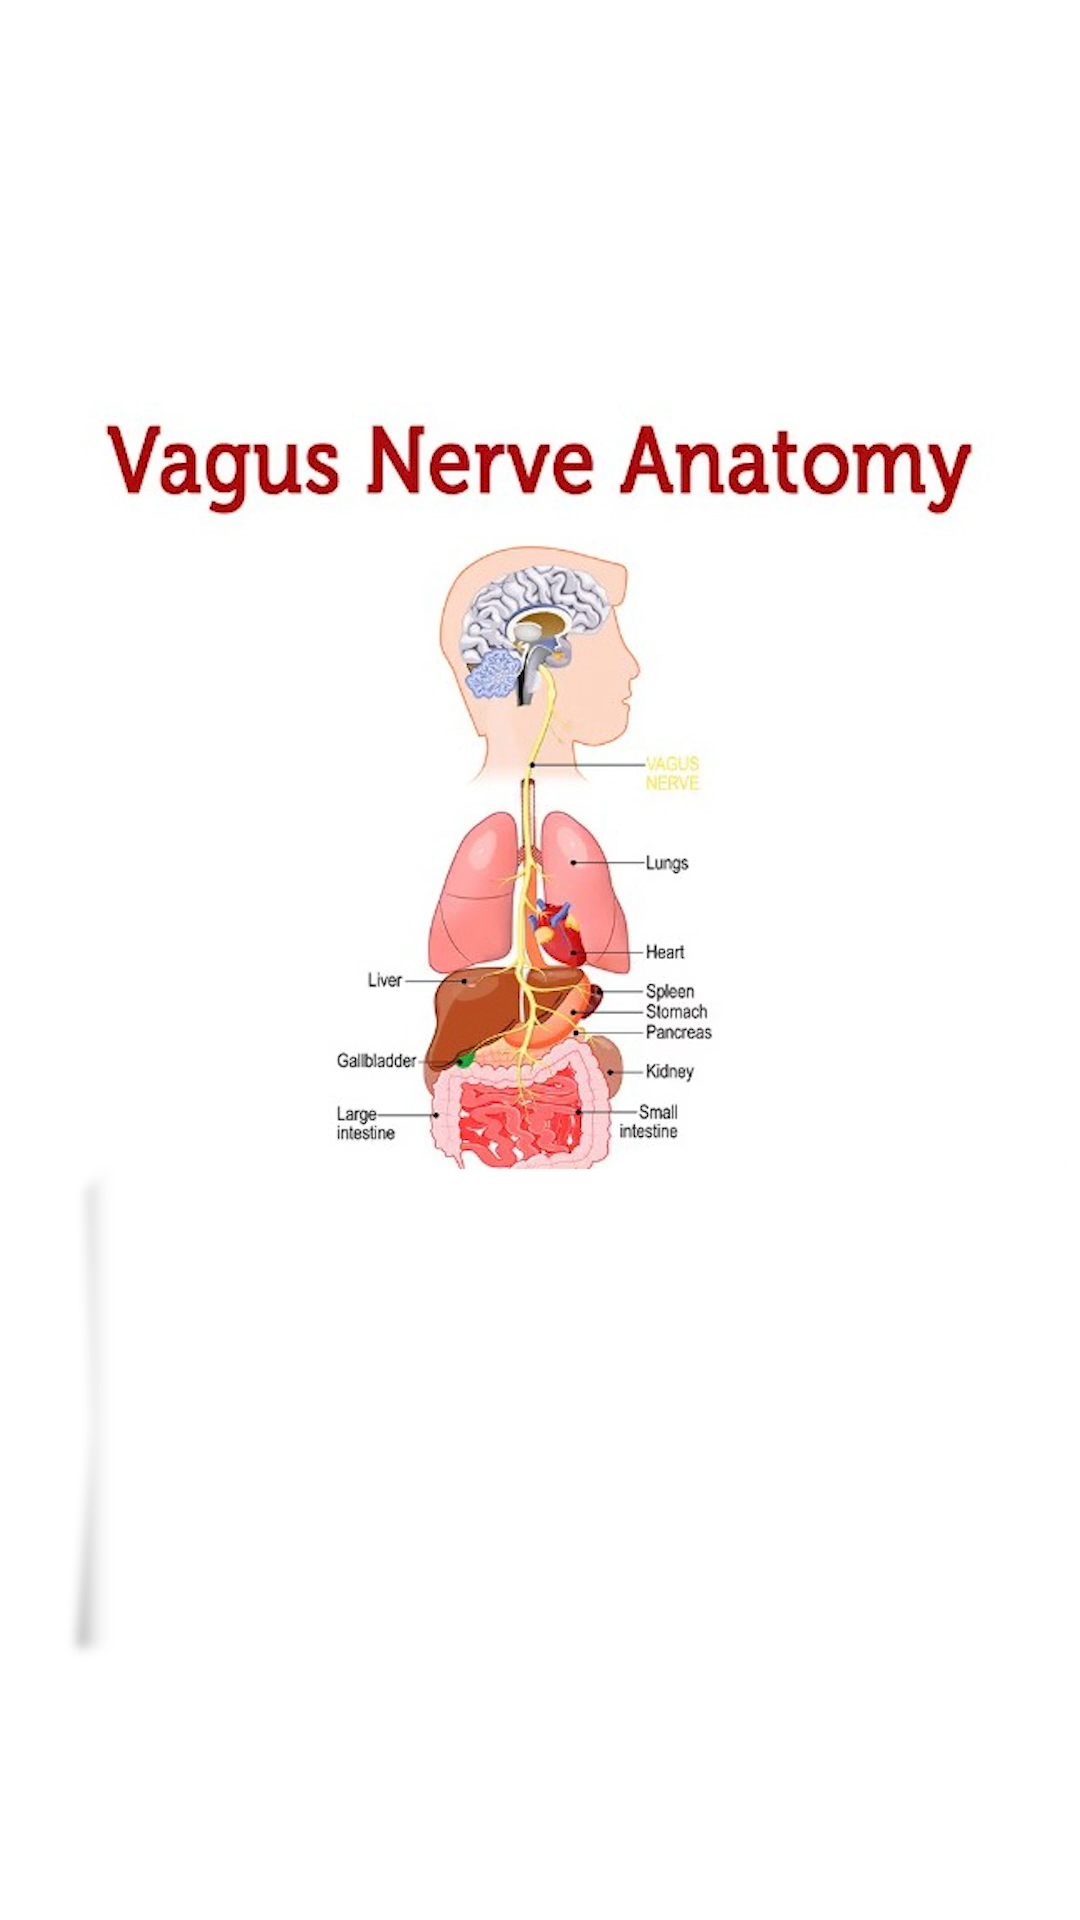 Vagus Nerve Anatomy
VAGUS
NERVE
Lungs
Heart
Liver
Spleen
Stomach
Pancreas
Gallbladder
Kidney
Large
intestine
Small
intestine